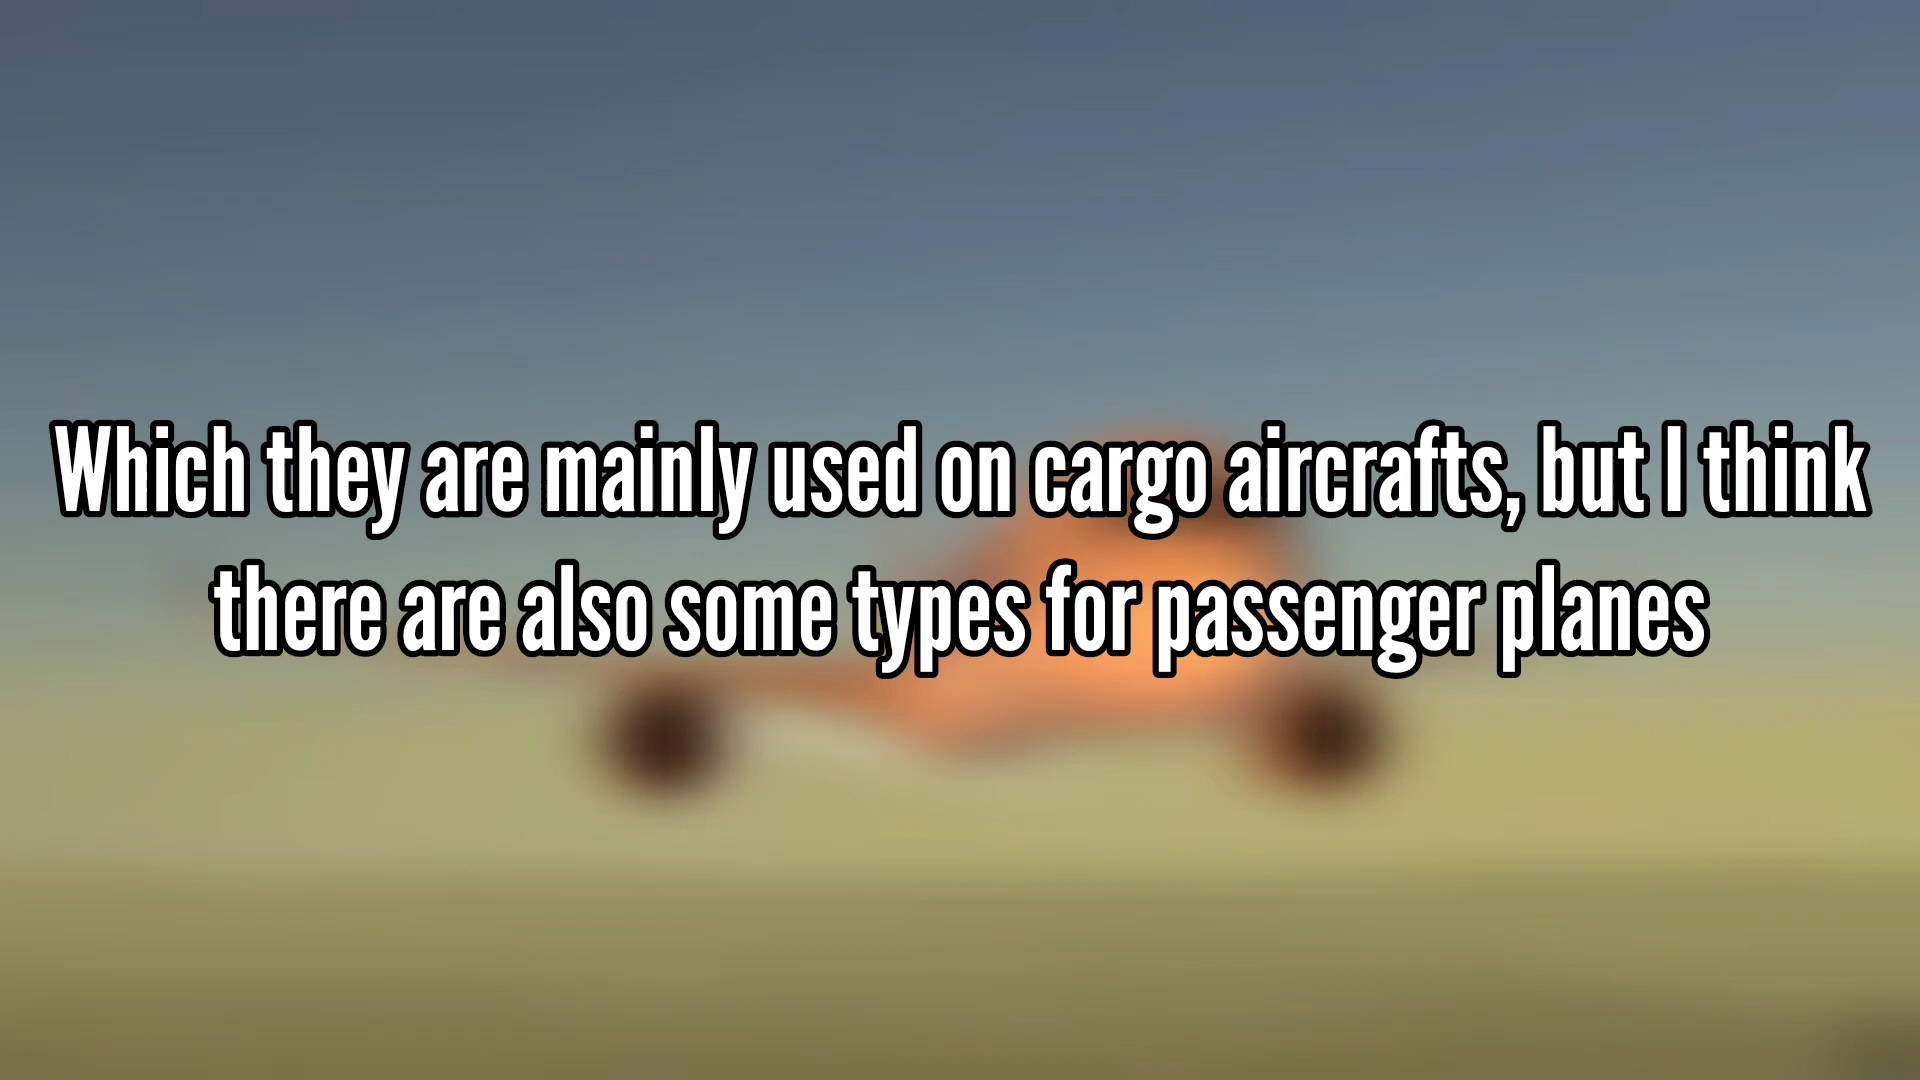 Which they are mainly used on cargo aircrafts, but I think
there are also some types for passenger planes